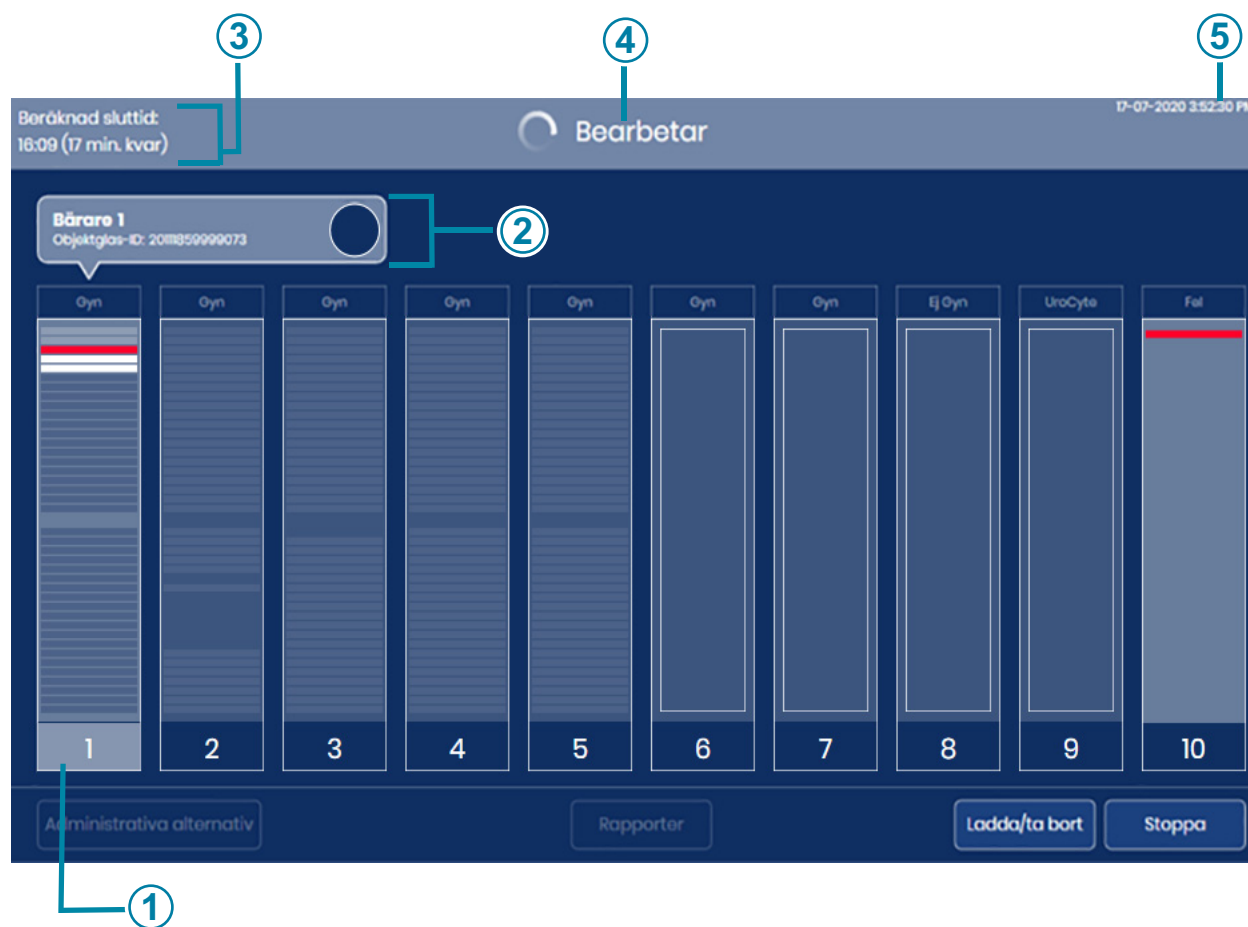 3
4
5
Beräknad sluttid:
16:09 (17 min. kvar)
Bearbetar
17-07-2020 3:52:30 PM
Bärare 1
Objektglas-ID: 20111859999073
2
Gyn
Gyn
Gyn
Gyn
Gyn
Gyn
Gyn
Ej Gyn
UroCyte
Fel
1
2
3
4
5
6
7
8
9
10
Administrativa alternativ
Rapporter
Ladda/ta bort
Stoppa
1